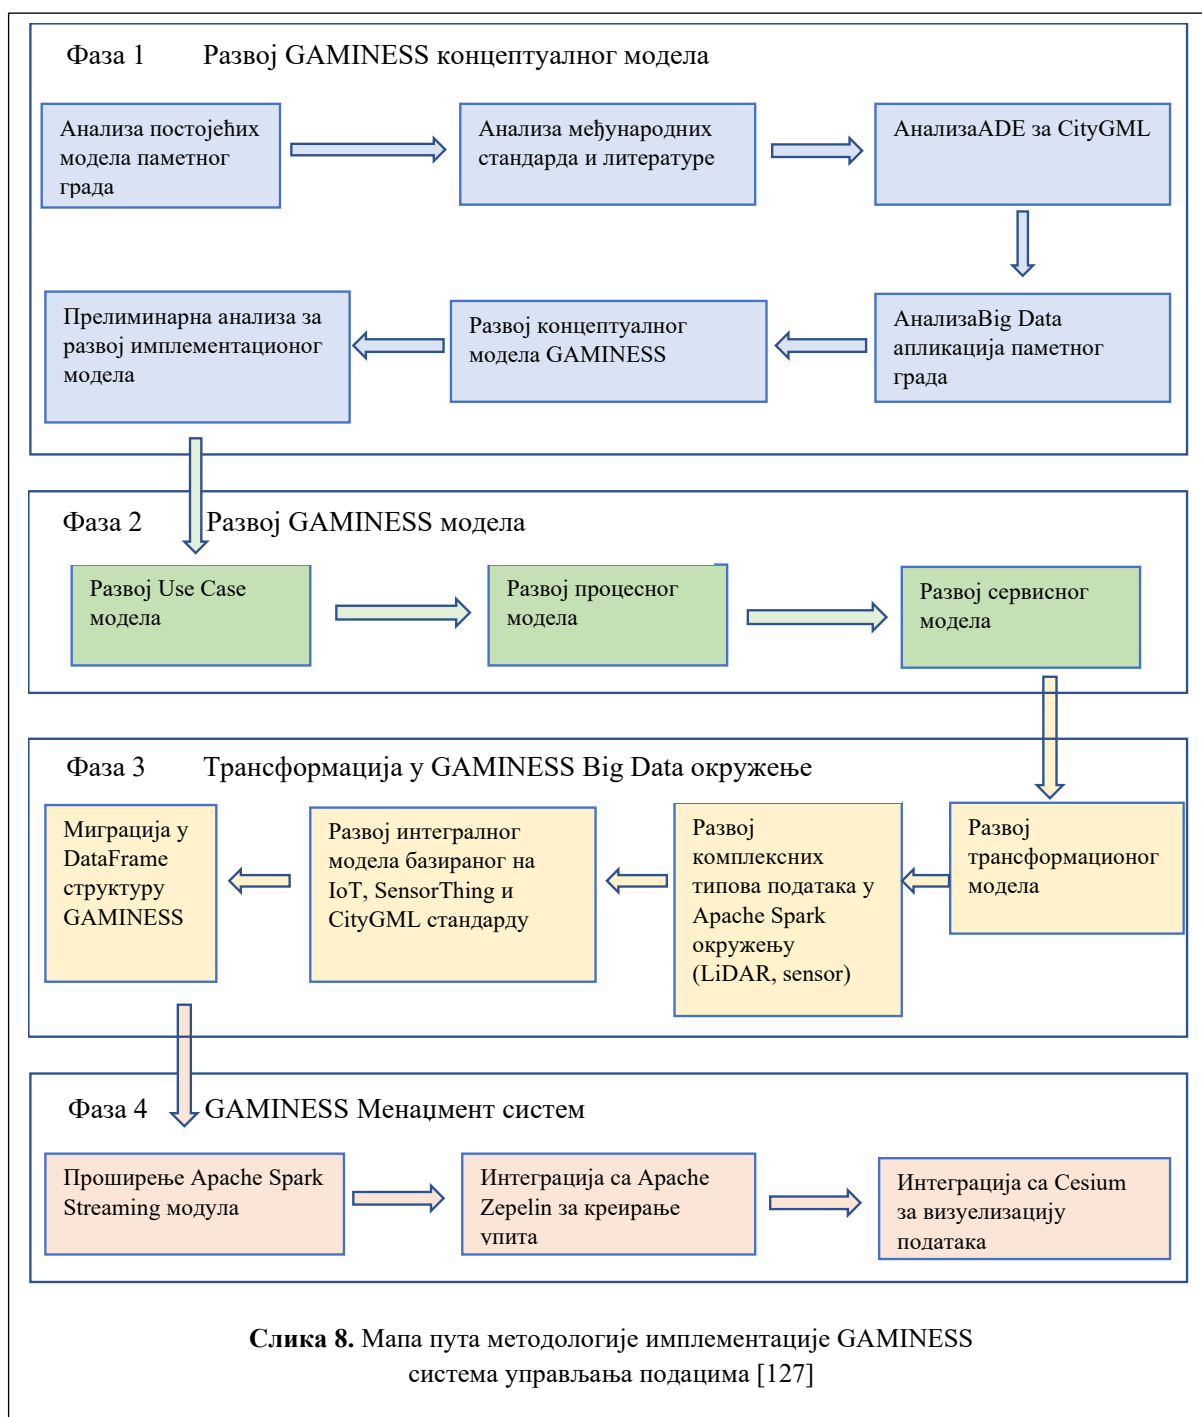 Фаза 1 Развој GAMINESS концептуалног модела
Анализа постојећих
модела паметног
града
Анализа међународних
стандарда и литературе
АнализаADE за CityGML
АнализаBig Data
апликација паметног
града
Развој концептуалног
модела GAMINESS
Прелиминарна анализа за
развој имплементационог
модела
Фаза 2 Развој GAMINESS модела
Развој Use Case
модела
Развој процесног
модела
Развој сервисног
модела
Фаза 3 Трансформација у GAMINESS Big Data окружење
Развој
трансформационог
модела
Развој
комплексних
типова података у
Apache Spark
окружењу
(LiDAR, sensor)
Развој интегралног
модела базираног на
IoT, SensorThing и
CityGML стандарду
Миграција у
DataFrame
структуру
GAMINESS
Фаза 4 GAMINESS Менаџмент систем
Проширење Apache Spark
Streaming модула
Интеграција са Apache
Zepelin за креирање
упита
Интеграција са Cesium
за визуелизацију
података
Слика 8. Мапа пута методологије имплементације GAMINESS
система управљања подацима [127]